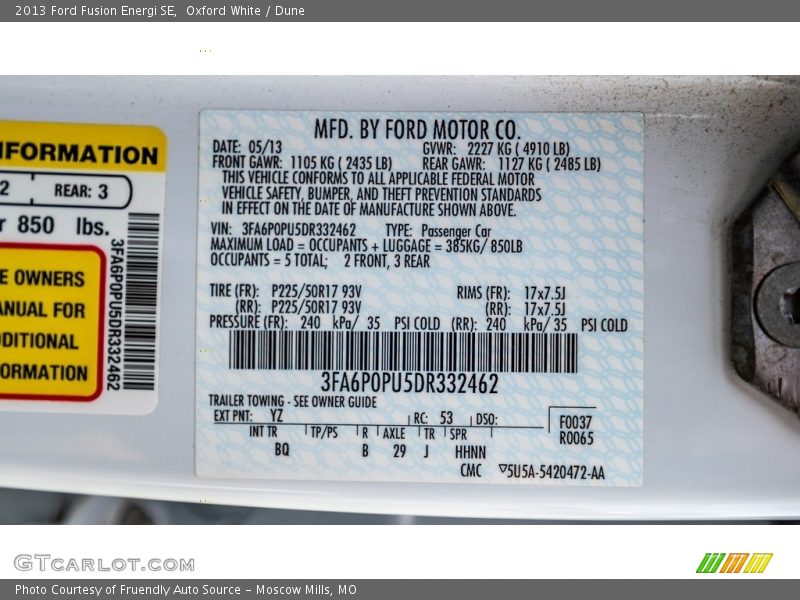 2013 Ford Fusion Energi SE, Oxford White / Dune
INFORMATION
2 REAR: 3
r 850 lbs.
E OWNERS
ANUAL FOR
DDITIONAL
ORMATION
3FA6P0PU5DR332462
MFD. BY FORD MOTOR CO.
DATE: 05/13 GVWR: 2227 KG ( 4910 LB)
FRONT GAWR: 1105 KG ( 2435 LB) REAR GAWR: 1127 KG ( 2485 LB)
THIS VEHICLE CONFORMS TO ALL APPLICABLE FEDERAL MOTOR
VEHICLE SAFETY, BUMPER, AND THEFT PREVENTION STANDARDS
IN EFFECT ON THE DATE OF MANUFACTURE SHOWN ABOVE.
VIN: 3FA6P0PU5DR332462 TYPE: Passenger Car
MAXIMUM LOAD = OCCUPANTS + LUGGAGE = 385KG/ 850LB
OCCUPANTS = 5 TOTAL; 2 FRONT, 3 REAR
TIRE (FR): P225/50R17 93V RIMS (FR): 17x7.5J
(RR): P225/50R17 93V (RR): 17x7.5J
PRESSURE (FR): 240 kPa/ 35 PSI COLD (RR): 240 kPa/ 35 PSI COLD
3FA6P0PU5DR332462
TRAILER TOWING - SEE OWNER GUIDE
EXT PNT: YZ RC: 53 DSO: F0037
R0065
INT TR TP/PS R AXLE TR SPR
BQ B 29 J HHNN
CMC 5U5A-5420472-AA
GTCARLOT.COM
Photo Courtesy of Fruendly Auto Source – Moscow Mills, MO